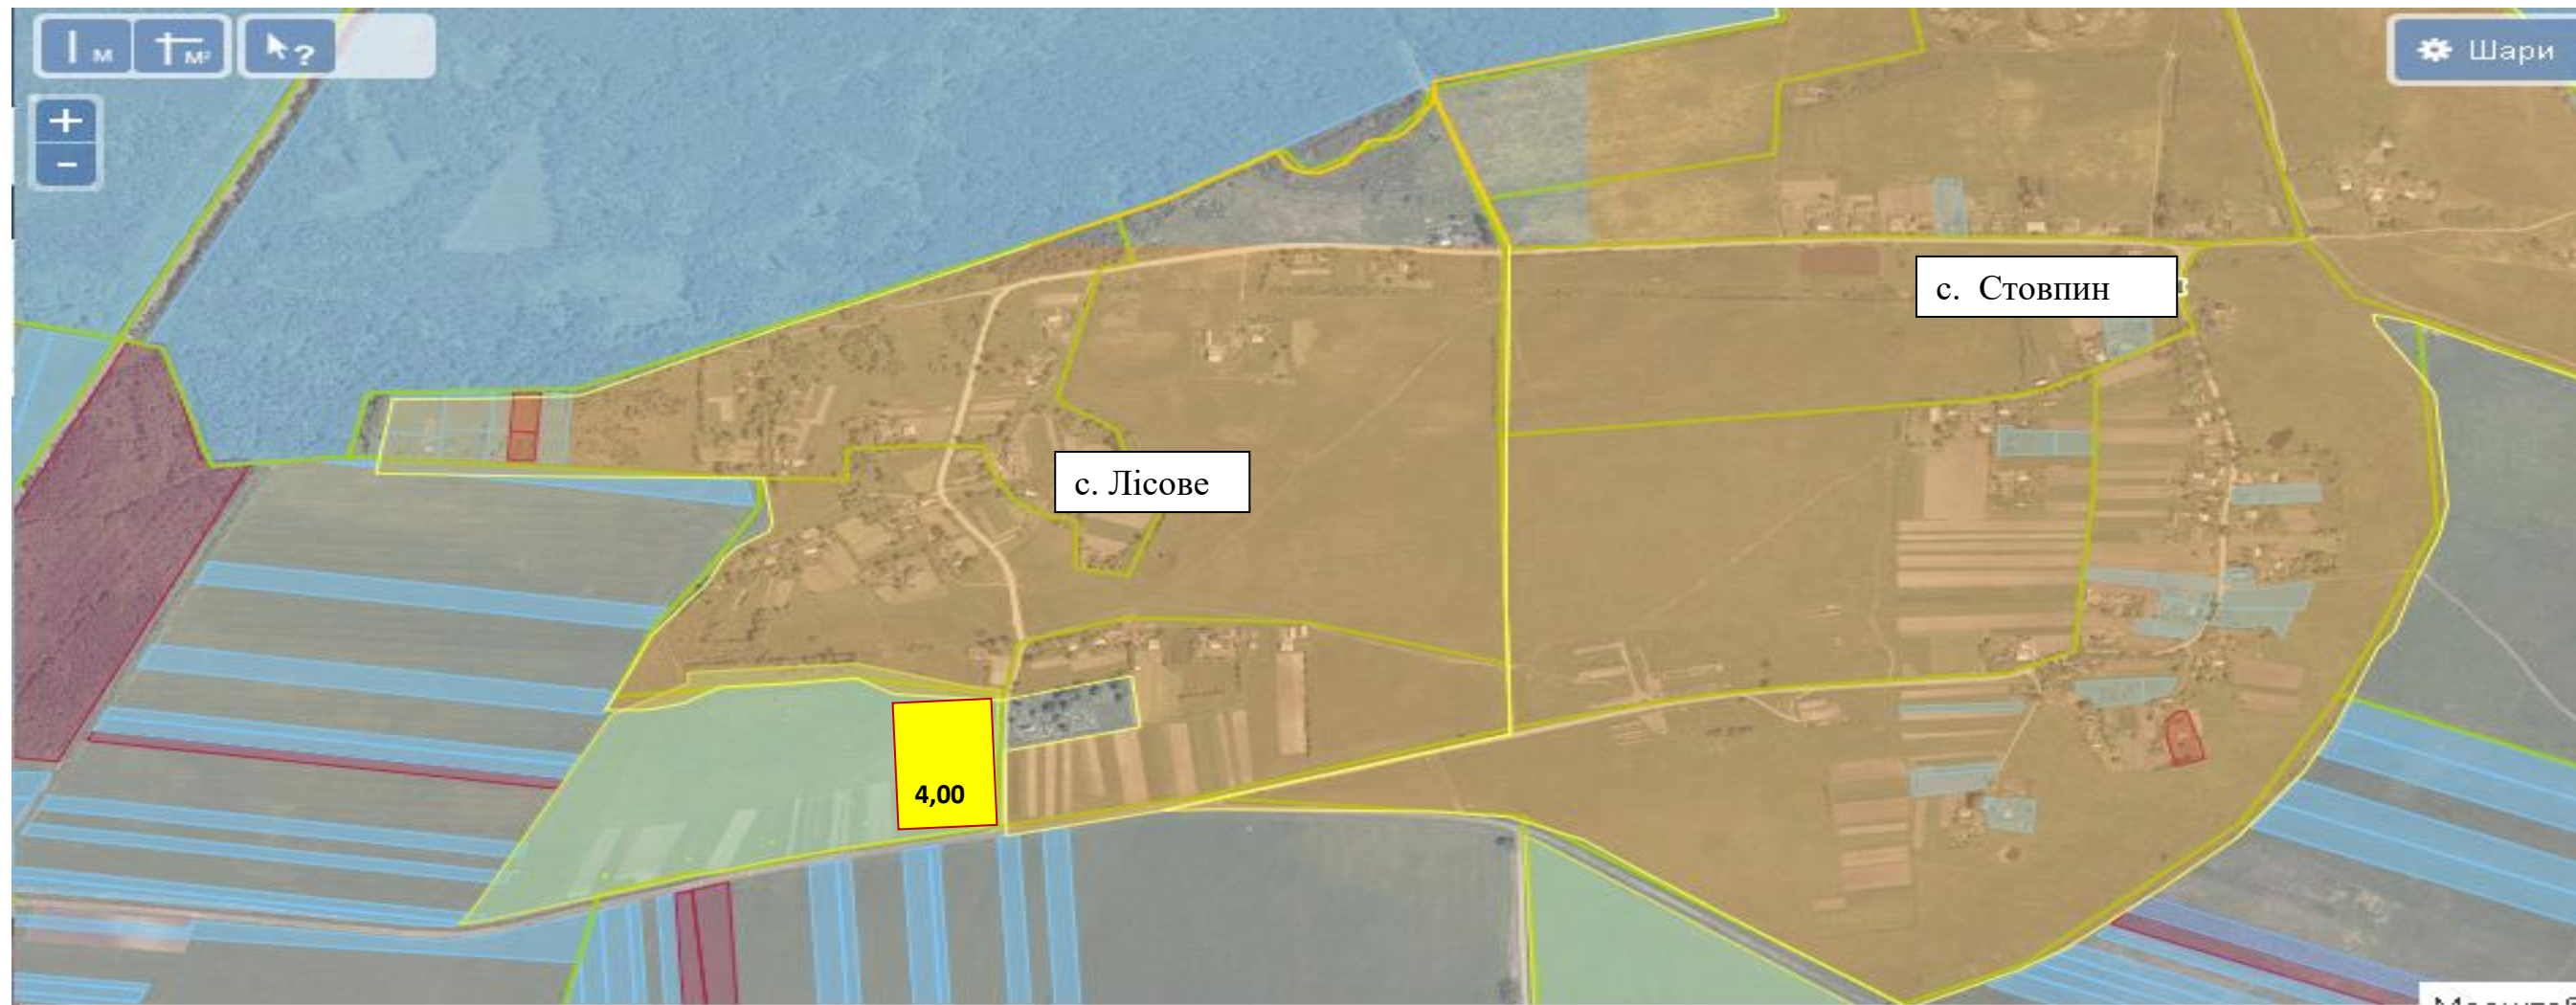 м
м²
?
Шари
+
-
с. Стовпин
с. Лісове
4,00